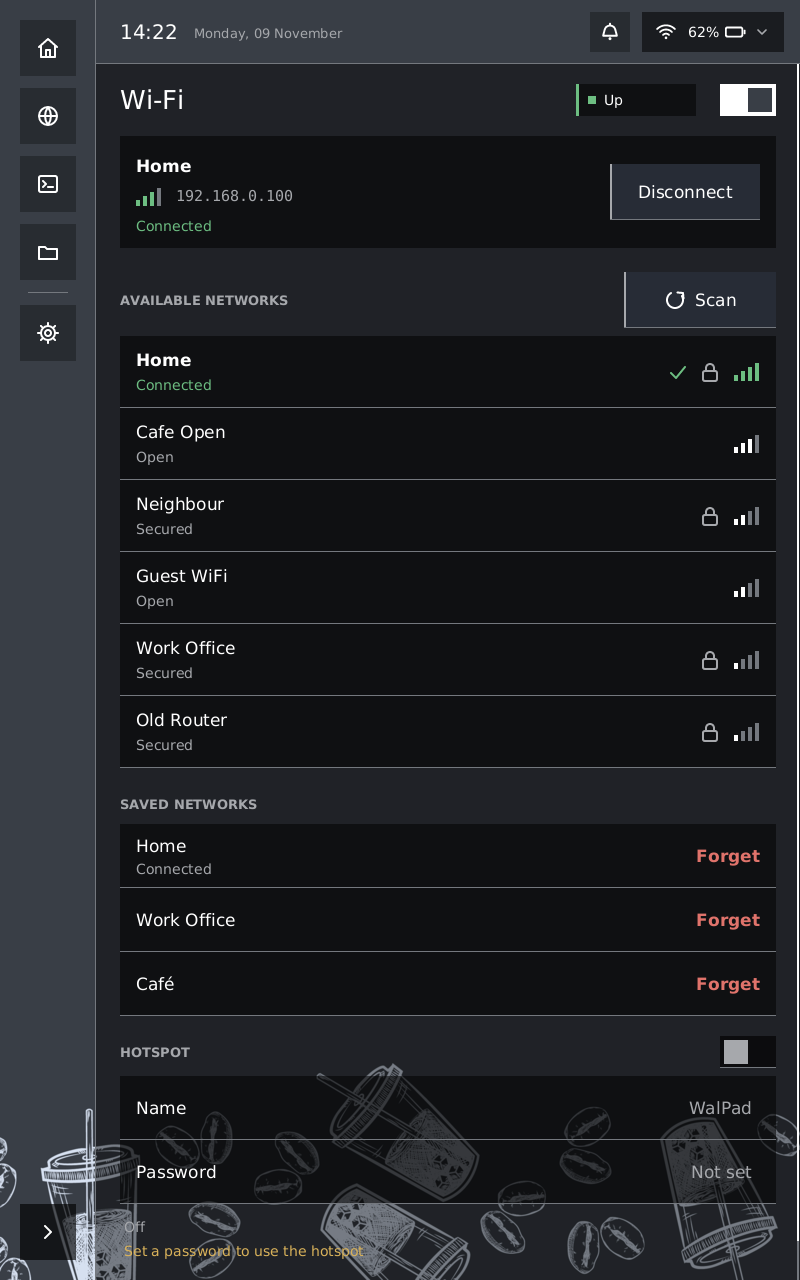 14:22 Monday, 09 November
62%
Wi-Fi
Up
Home
192.168.0.100
Connected
Disconnect
AVAILABLE NETWORKS
Scan
Home
Connected
Cafe Open
Open
Neighbour
Secured
Guest WiFi
Open
Work Office
Secured
Old Router
Secured
SAVED NETWORKS
Home
Connected
Forget
Work Office
Forget
Café
Forget
HOTSPOT
Name
WalPad
Password
Not set
Off
Set a password to use the hotspot